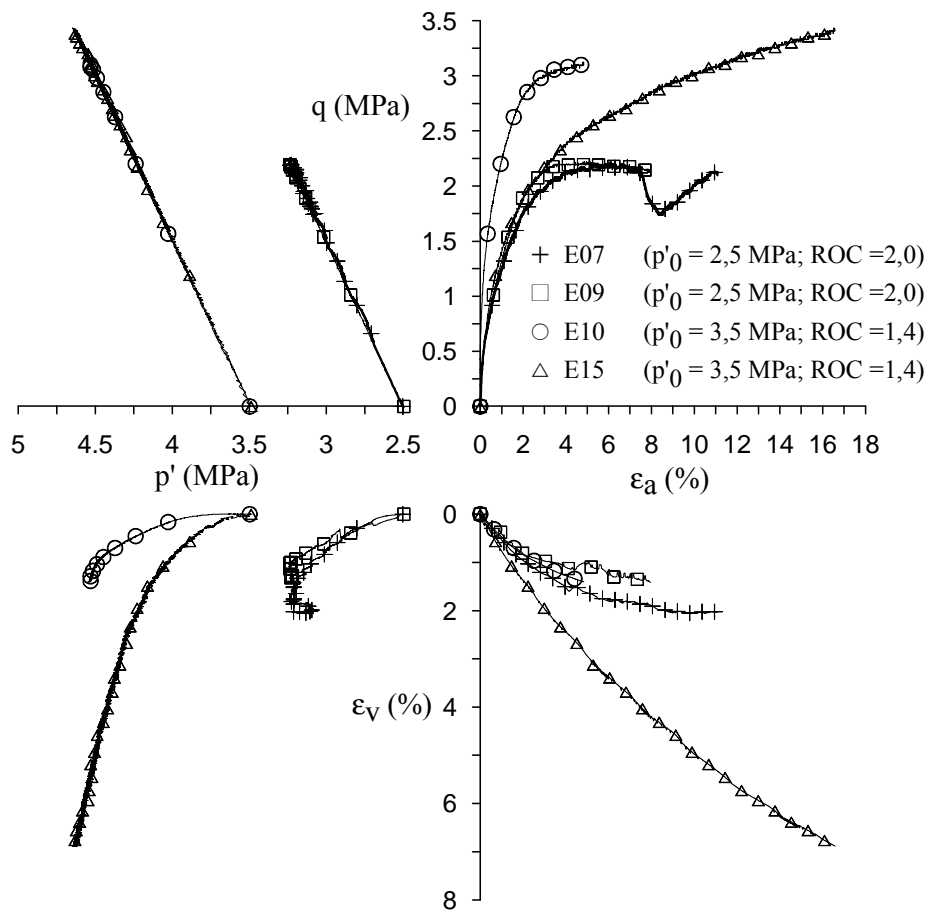 3.5
3
2.5
2
1.5
1
0.5
0
q (MPa)
E07 (p'0 = 2,5 MPa; ROC =2,0)
E09 (p'0 = 2,5 MPa; ROC =2,0)
E10 (p'0 = 3,5 MPa; ROC =1,4)
E15 (p'0 = 3,5 MPa; ROC =1,4)
5 4.5 4 3.5 3 2.5
0 2 4 6 8 10 12 14 16 18
p' (MPa)
εa (%)
0
2
4
6
8
εv (%)